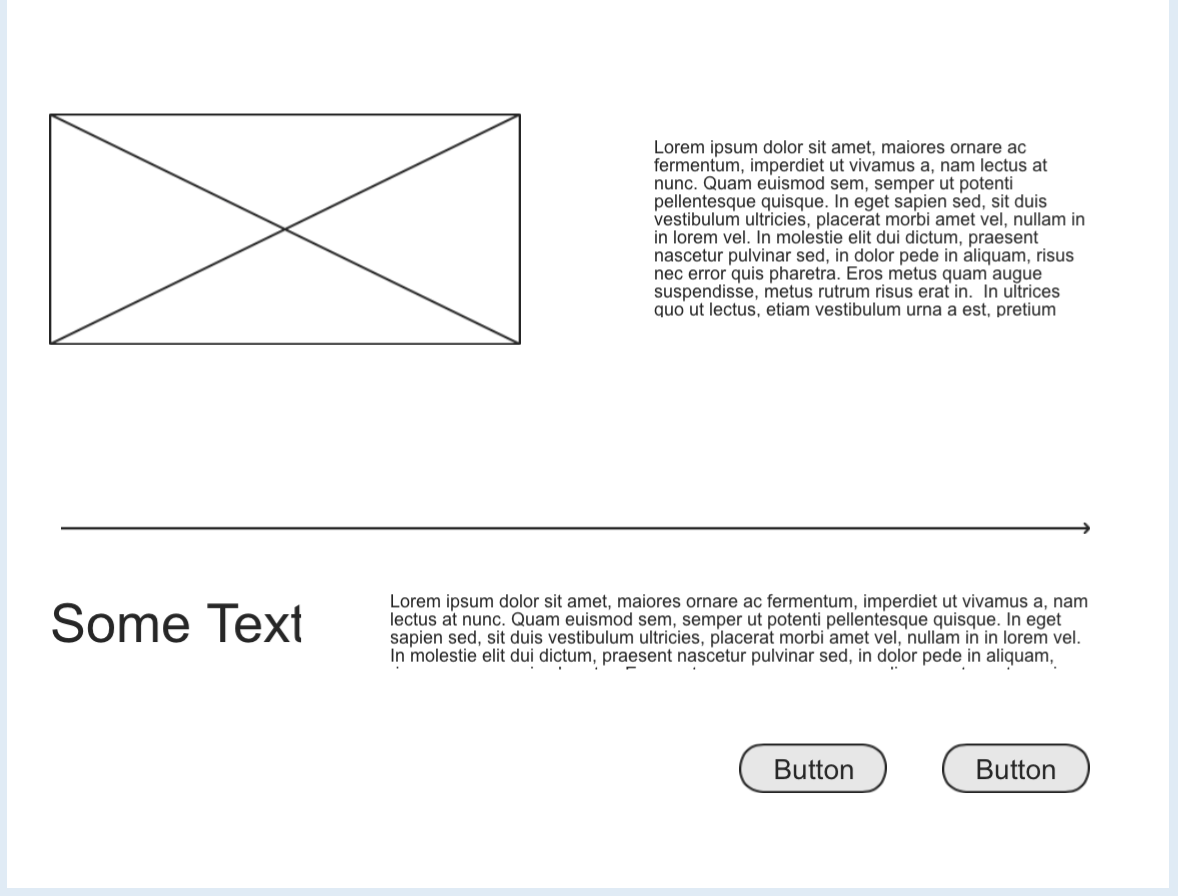 Lorem ipsum dolor sit amet, maiores ornare ac
fermentum, imperdiet ut vivamus a, nam lectus at
nunc. Quam euismod sem, semper ut potenti
pellentesque quisque. In eget sapien sed, sit duis
vestibulum ultricies, placerat morbi amet vel, nullam in
in lorem vel. In molestie elit dui dictum, praesent
nascetur pulvinar sed, in dolor pede in aliquam, risus
nec error quis pharetra. Eros metus quam augue
suspendisse, metus rutrum risus erat in.  In ultrices
quo ut lectus, etiam vestibulum urna a est, pretium
Some Text
Lorem ipsum dolor sit amet, maiores ornare ac fermentum, imperdiet ut vivamus a, nam
lectus at nunc. Quam euismod sem, semper ut potenti pellentesque quisque. In eget
sapien sed, sit duis vestibulum ultricies, placerat morbi amet vel, nullam in in lorem vel.
In molestie elit dui dictum, praesent nascetur pulvinar sed, in dolor pede in aliquam,
Button Button